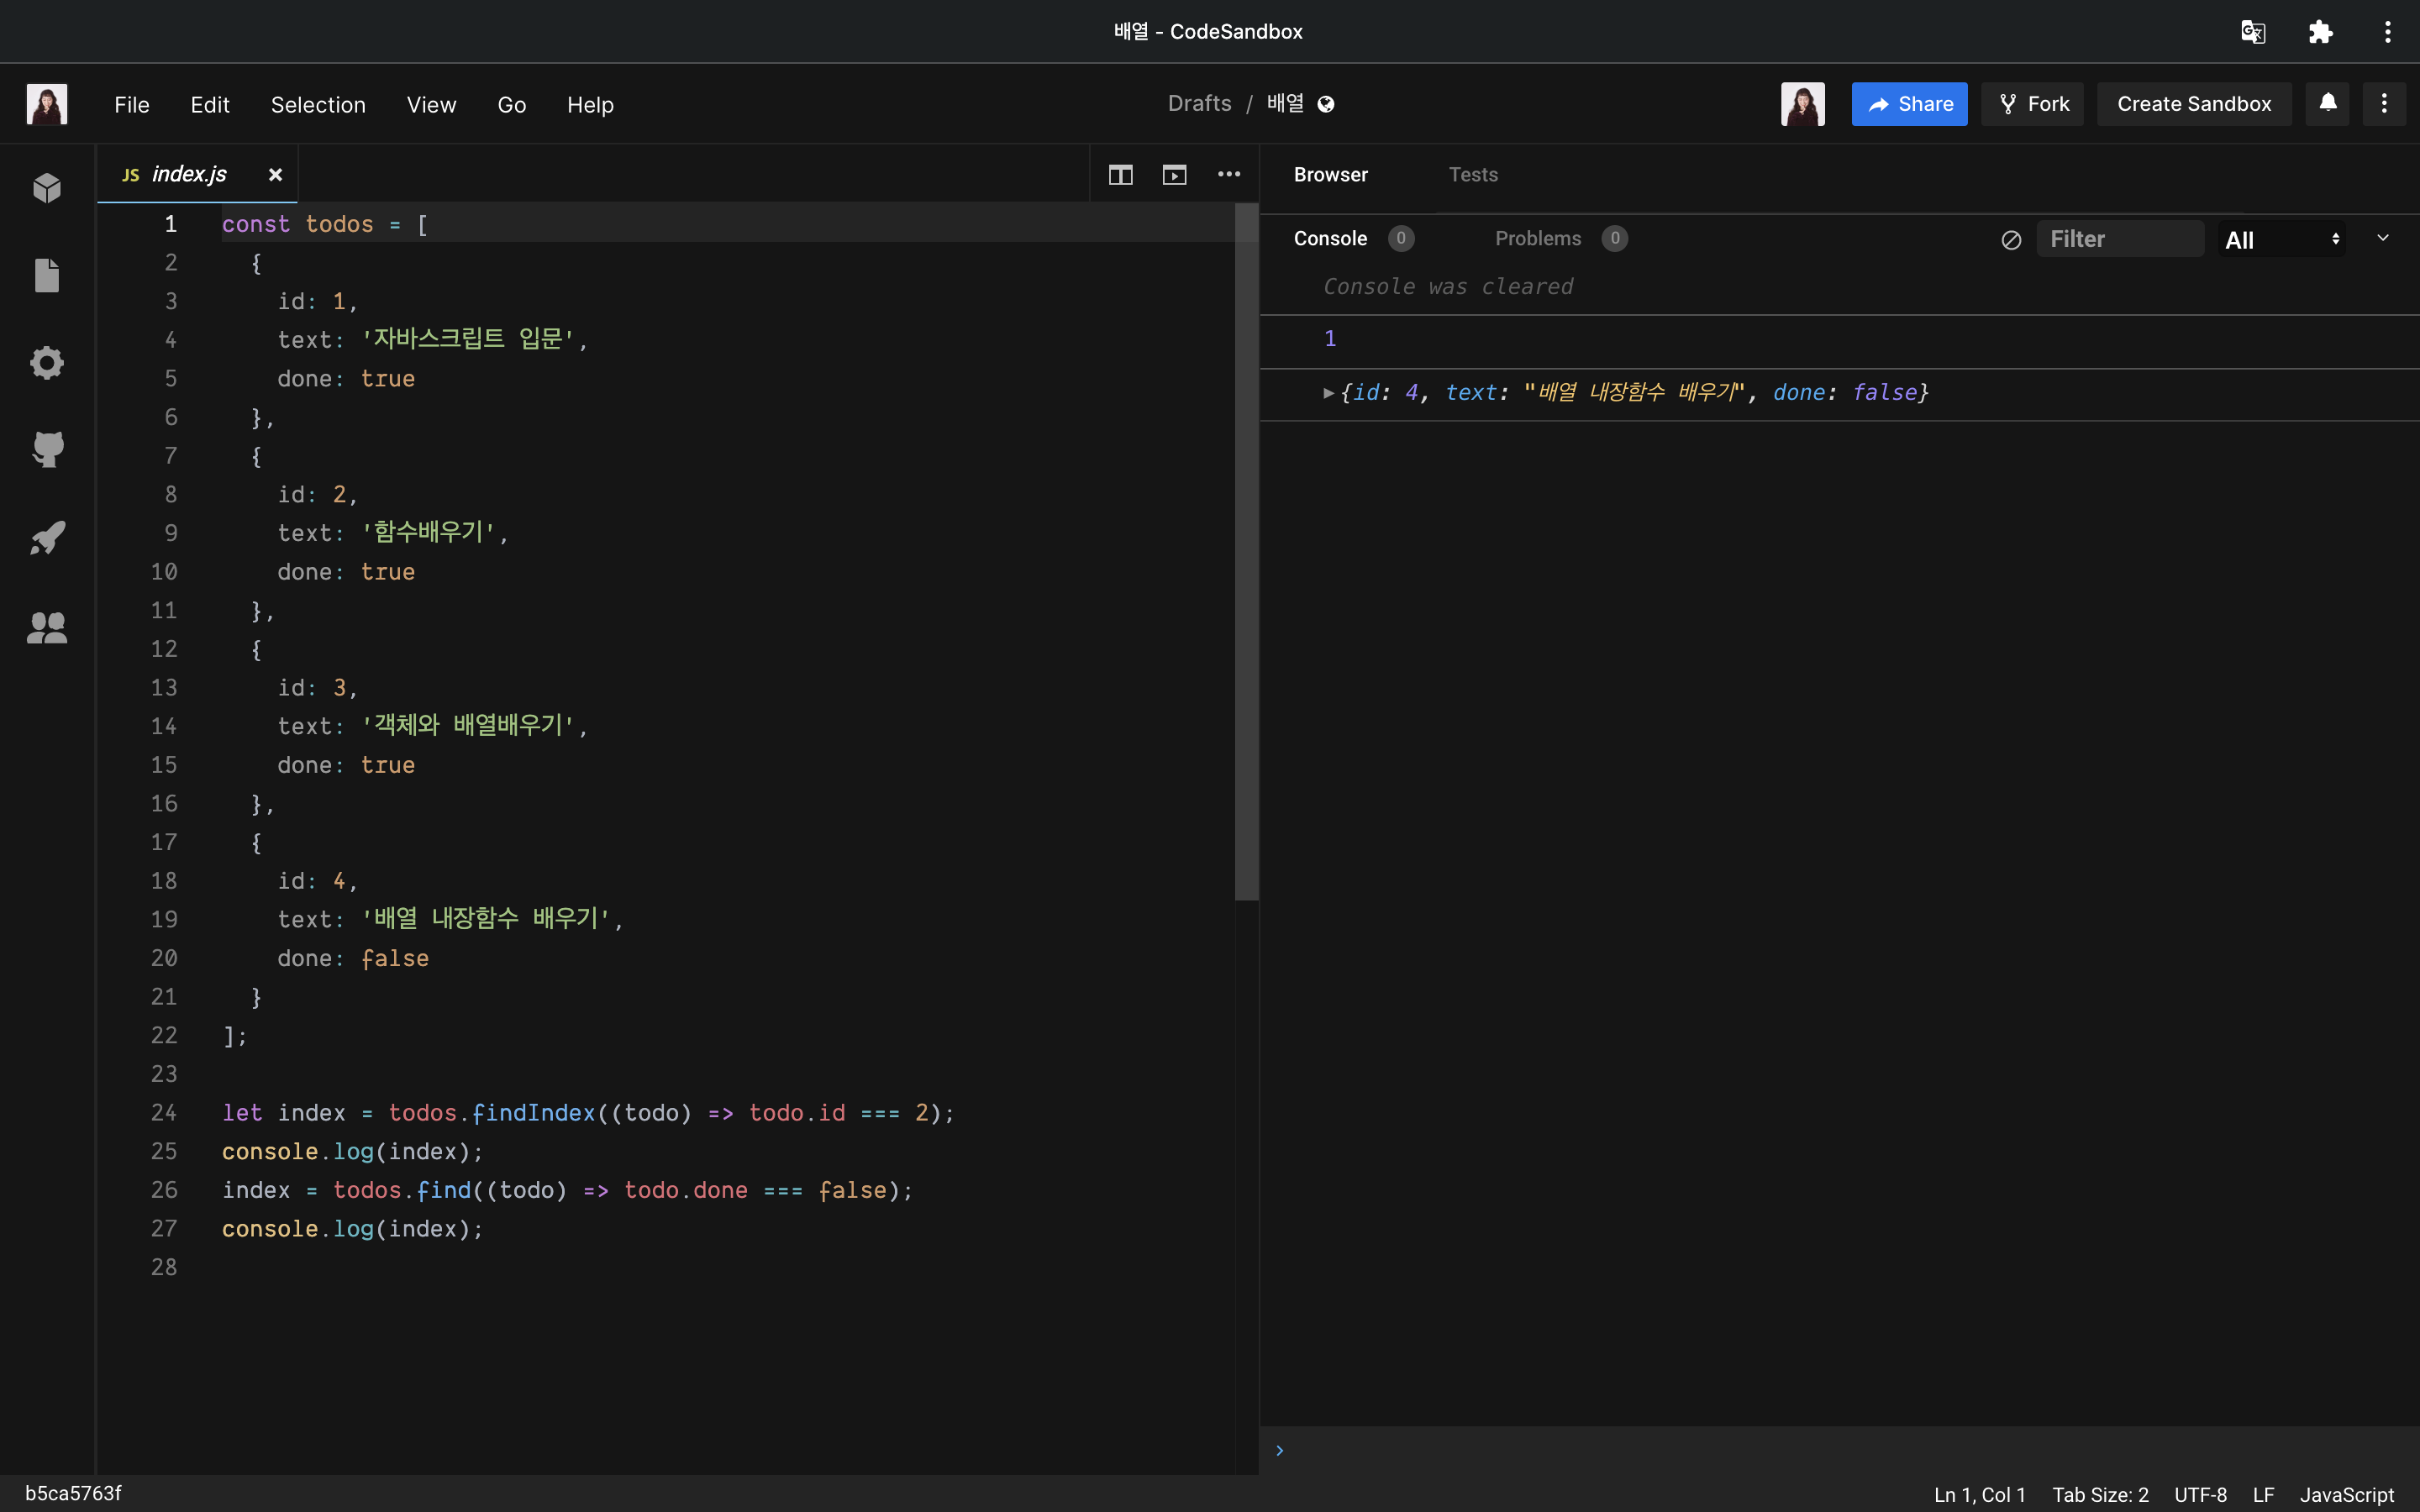 배열 - CodeSandbox
File Edit Selection View Go Help
Drafts / 배열
Share Fork Create Sandbox
JS index.js
1 const todos = [
2 {
3 id: 1,
4 text: '자바스크립트 입문',
5 done: true
6 },
7 {
8 id: 2,
9 text: '함수배우기',
10 done: true
11 },
12 {
13 id: 3,
14 text: '객체와 배열배우기',
15 done: true
16 },
17 {
18 id: 4,
19 text: '배열 내장함수 배우기',
20 done: false
21 }
22 ];
23
24 let index = todos.findIndex((todo) => todo.id === 2);
25 console.log(index);
26 index = todos.find((todo) => todo.done === false);
27 console.log(index);
28
Browser Tests
Console 0 Problems 0 Filter All
Console was cleared
1
{id: 4, text: "배열 내장함수 배우기", done: false}
b5ca5763f
Ln 1, Col 1 Tab Size: 2 UTF-8 LF JavaScript